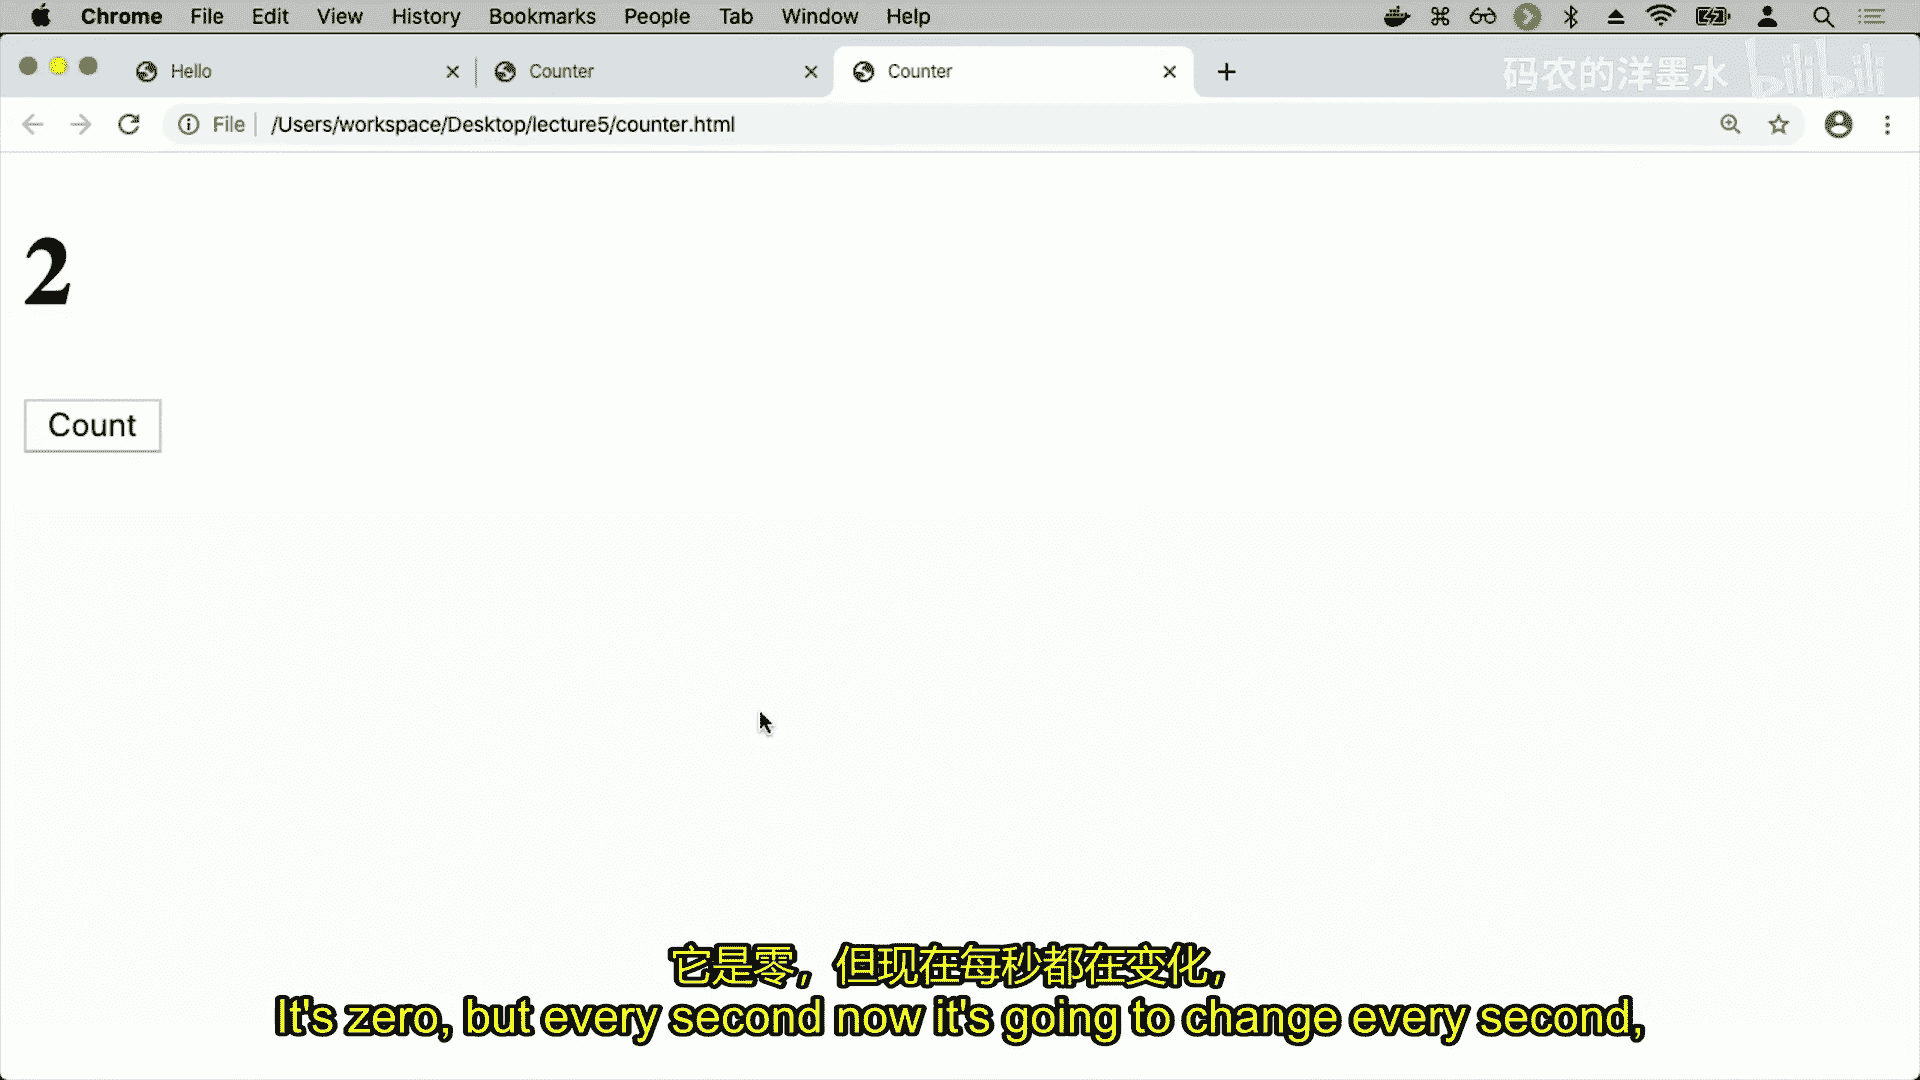 Chrome File Edit View History Bookmarks People Tab Window Help
Hello Counter Counter
码农的洋墨水 bilibili
File /Users/workspace/Desktop/lecture5/counter.html
2
Count
它是零，但现在每秒都在变化，
It's zero, but every second now it's going to change every second,